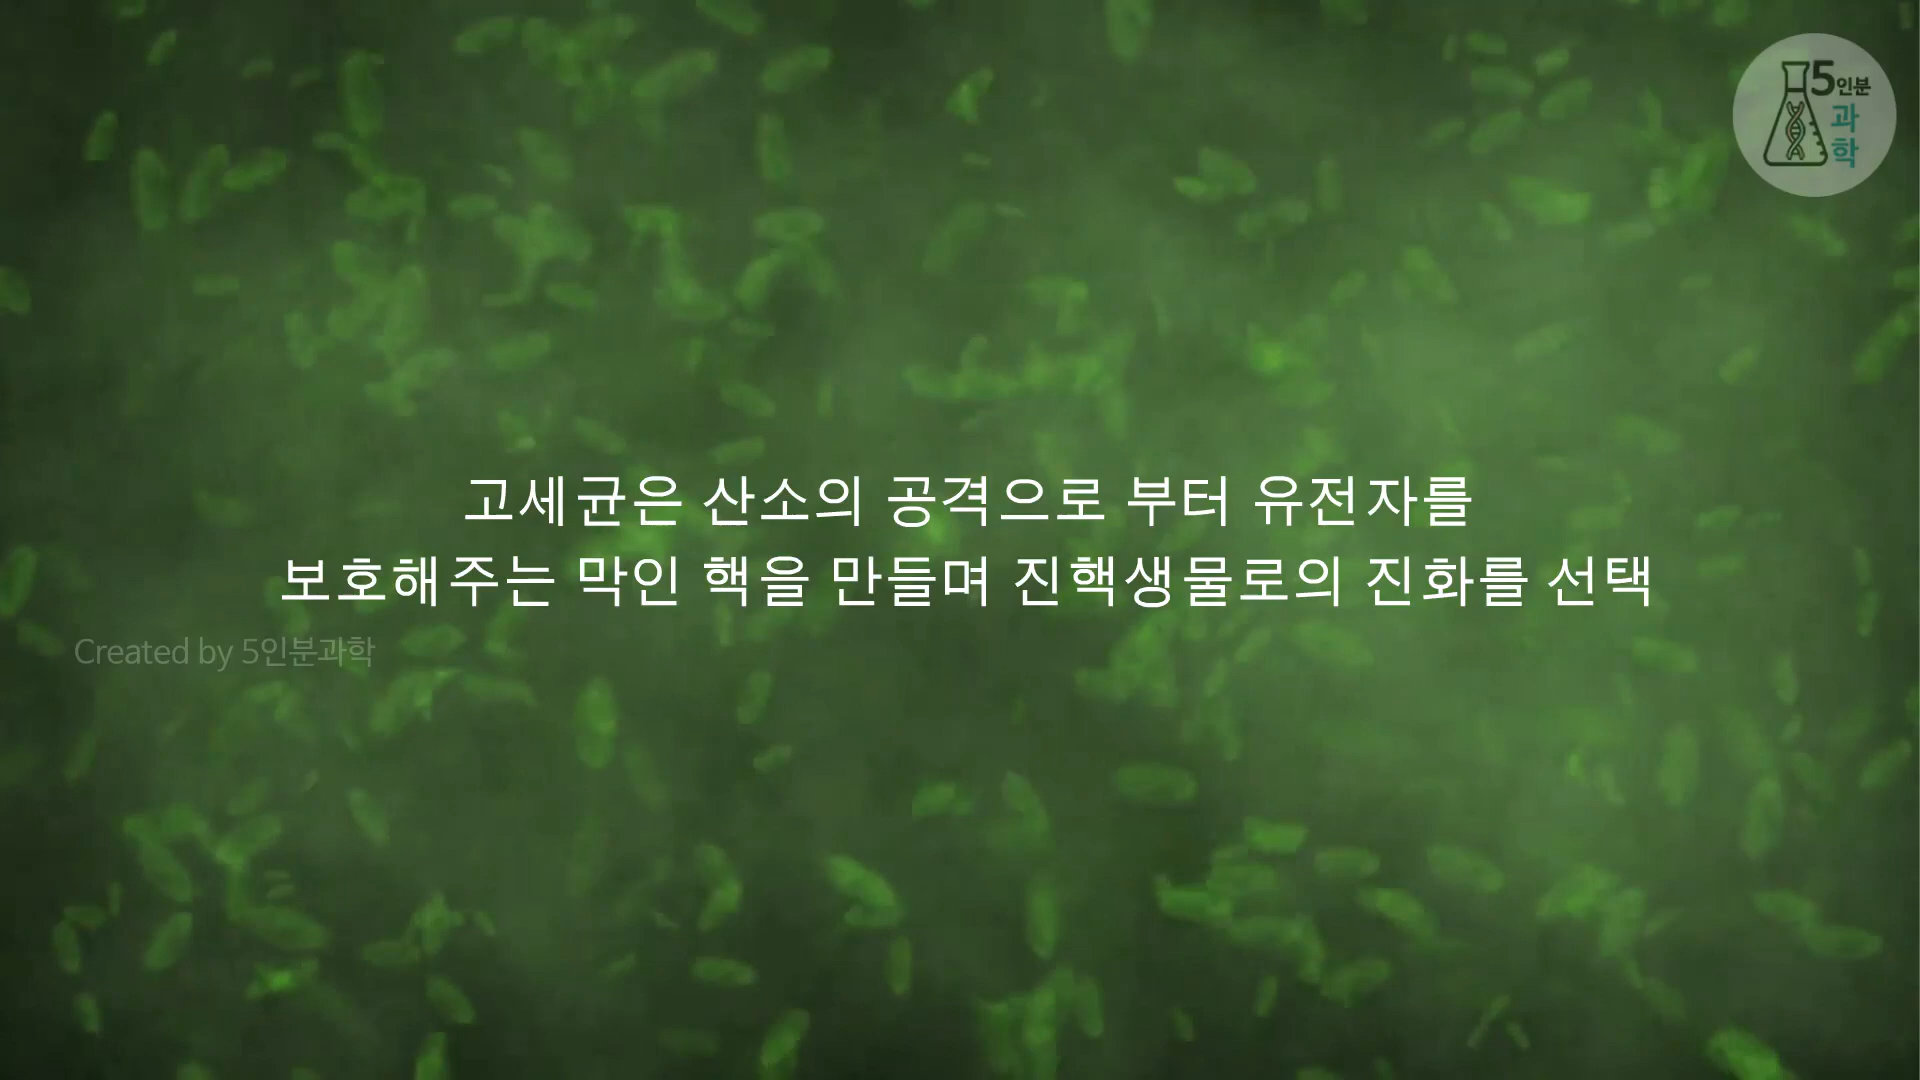 5인분
과
학
고세균은 산소의 공격으로 부터 유전자를
보호해주는 막인 핵을 만들며 진핵생물로의 진화를 선택
Created by 5인분과학